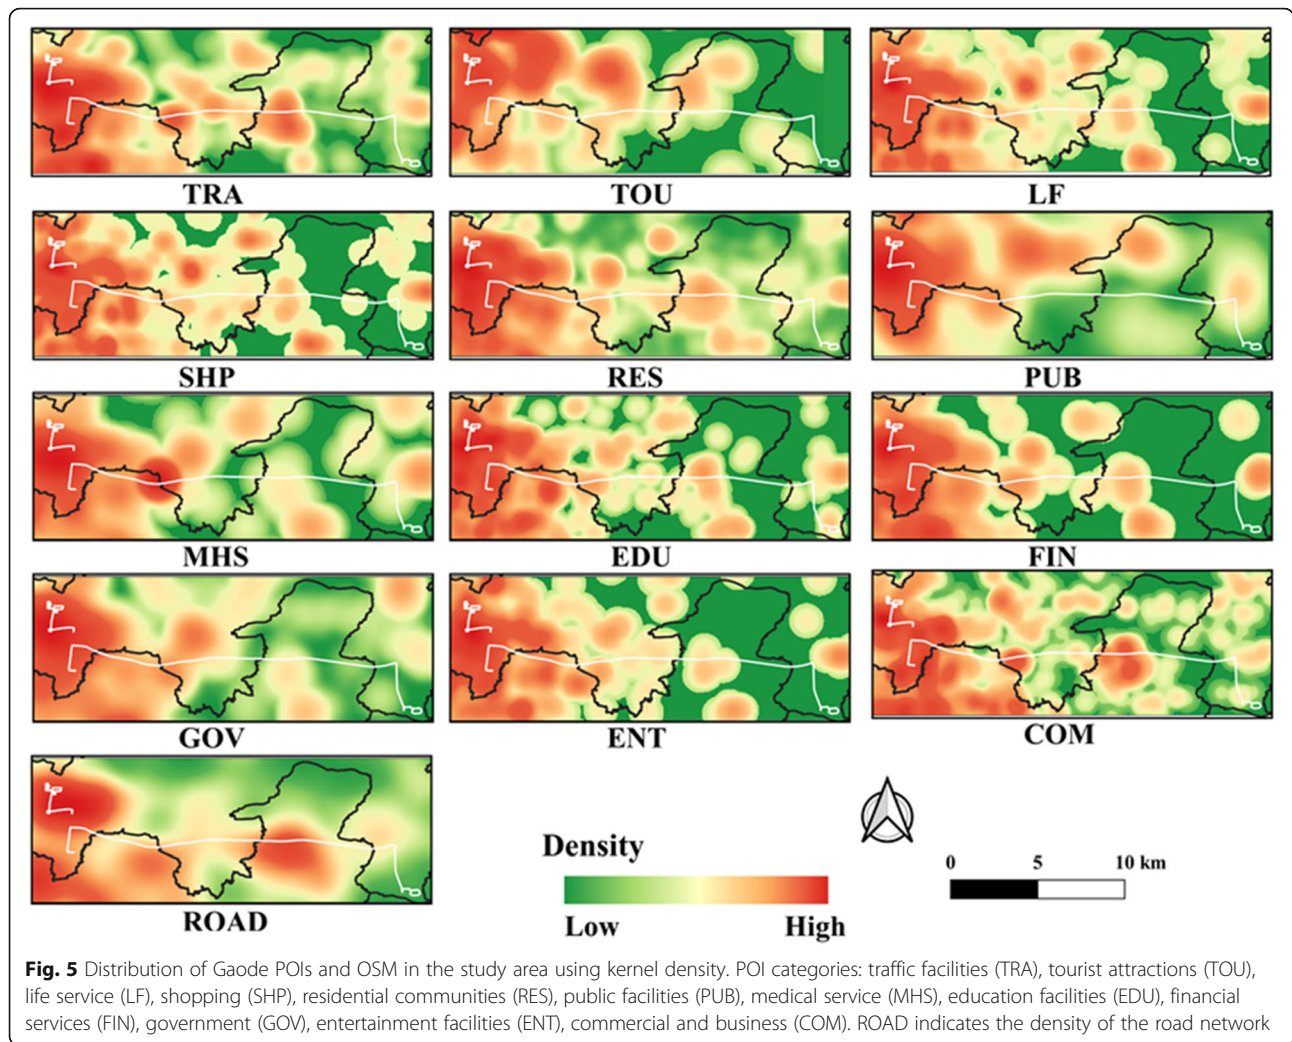 TRA
TOU
LF
SHP
RES
PUB
MHS
EDU
FIN
GOV
ENT
COM
ROAD
Density
Low High
0 5 10 km
Fig. 5 Distribution of Gaode POIs and OSM in the study area using kernel density. POI categories: traffic facilities (TRA), tourist attractions (TOU),
life service (LF), shopping (SHP), residential communities (RES), public facilities (PUB), medical service (MHS), education facilities (EDU), financial
services (FIN), government (GOV), entertainment facilities (ENT), commercial and business (COM). ROAD indicates the density of the road network